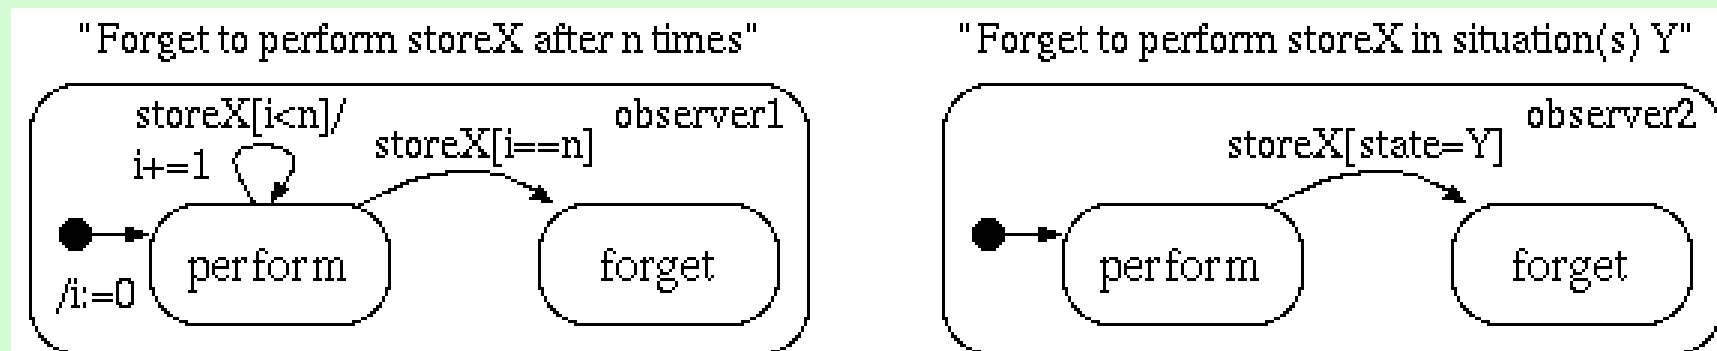 "Forget to perform storeX after n times"
storeX[i<n]/
i+=1
storeX[i==n]
observer1
/i:=0
perform
forget
"Forget to perform storeX in situation(s) Y"
observer2
storeX[state=Y]
perform
forget